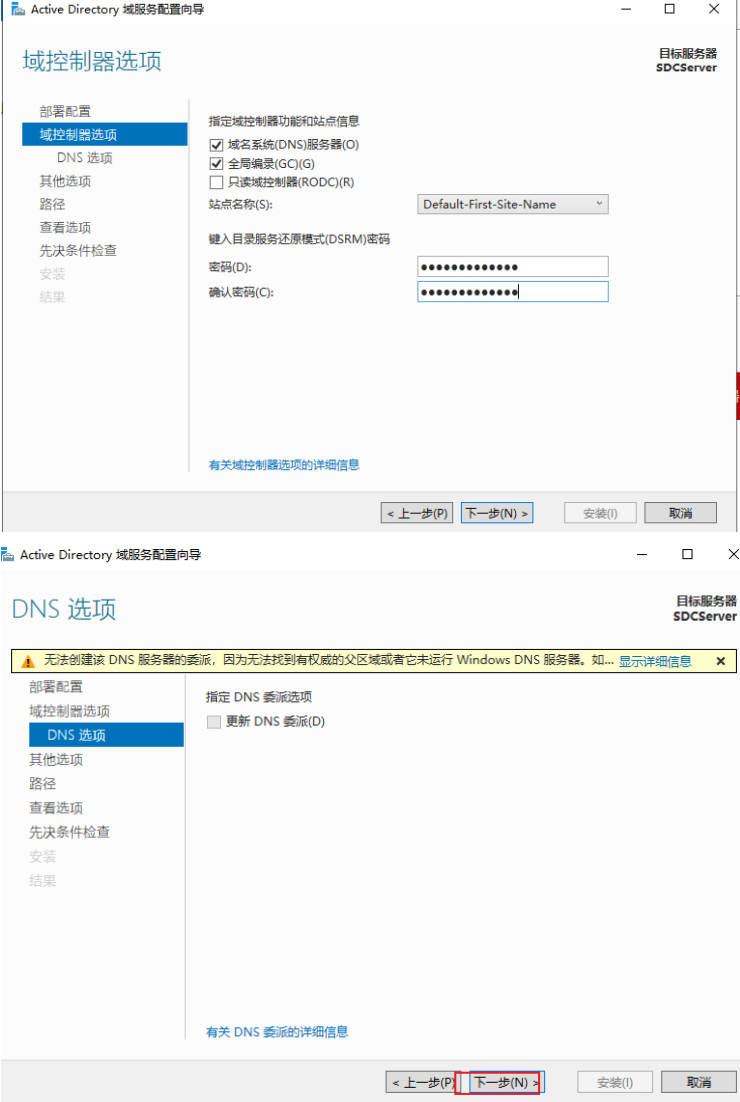 Active Directory 域服务配置向导
域控制器选项
目标服务器
SDCServer
部署配置
域控制器选项
DNS 选项
其他选项
路径
查看选项
先决条件检查
安装
结果
指定域控制器功能和站点信息
域名系统(DNS)服务器(O)
全局编录(GC)(G)
只读域控制器(RODC)(R)
站点名称(S): Default-First-Site-Name
键入目录服务还原模式(DSRM)密码
密码(D): ●●●●●●●●●●●●●
确认密码(C): ●●●●●●●●●●●●●
有关域控制器选项的详细信息
< 上一步(P) 下一步(N) > 安装(I) 取消
Active Directory 域服务配置向导
DNS 选项
目标服务器
SDCServer
无法创建该 DNS 服务器的委派，因为无法找到有权威的父区域或者它未运行 Windows DNS 服务器。如... 显示详细信息
部署配置
域控制器选项
DNS 选项
其他选项
路径
查看选项
先决条件检查
安装
结果
指定 DNS 委派选项
更新 DNS 委派(D)
有关 DNS 委派的详细信息
< 上一步(P) 下一步(N) > 安装(I) 取消